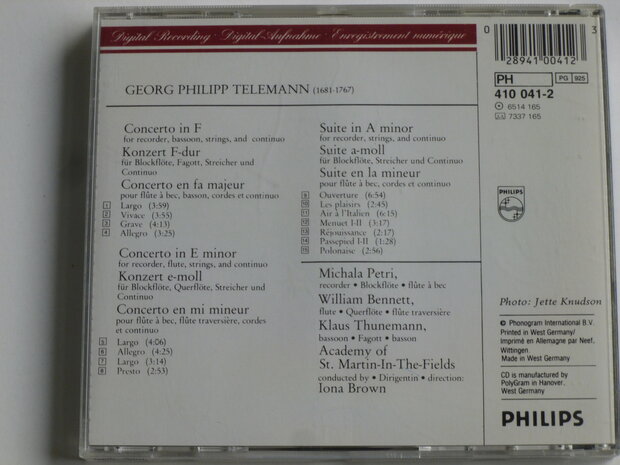 Digital Recording · Digital-Aufnahme · Enregistrement numérique
GEORG PHILIPP TELEMANN (1681-1767)
Concerto in F
for recorder, bassoon, strings, and continuo
Konzert F-dur
für Blockflöte, Fagott, Streicher und
Continuo
Concerto en fa majeur
pour flûte à bec, basson, cordes et continuo
1 Largo (3:59)
2 Vivace (3:55)
3 Grave (4:13)
4 Allegro (3:25)
Concerto in E minor
for recorder, flute, strings, and continuo
Konzert e-moll
für Blockflöte, Querflöte, Streicher und
Continuo
Concerto en mi mineur
pour flûte à bec, flûte traversière, cordes
et continuo
5 Largo (4:06)
6 Allegro (4:25)
7 Largo (3:14)
8 Presto (2:53)
Suite in A minor
for recorder, strings, and continuo
Suite a-moll
für Blockflöte, Streicher und Continuo
Suite en la mineur
pour flûte à bec, cordes et continuo
9 Ouverture (6:54)
10 Les plaisirs (2:45)
11 Air à l'Italien (6:15)
12 Menuet I-II (3:17)
13 Réjouissance (2:17)
14 Passepied I-II (1:28)
15 Polonaise (2:56)
Michala Petri,
recorder • Blockflöte • flûte à bec
William Bennett,
flute • Querflöte • flûte traversière
Klaus Thunemann,
bassoon • Fagott • basson
Academy of
St. Martin-In-The-Fields
conducted by • Dirigentin • direction:
Iona Brown
0 28941 00412 3
PH
PG 925
410 041-2
6514 165
7337 165
PHILIPS
Photo: Jette Knudson
℗ Phonogram International B.V.
Printed in West Germany/
Imprimé en Allemagne par Neef,
Wittingen.
Made in West Germany
CD is manufactured by
PolyGram in Hanover,
West Germany
PHILIPS